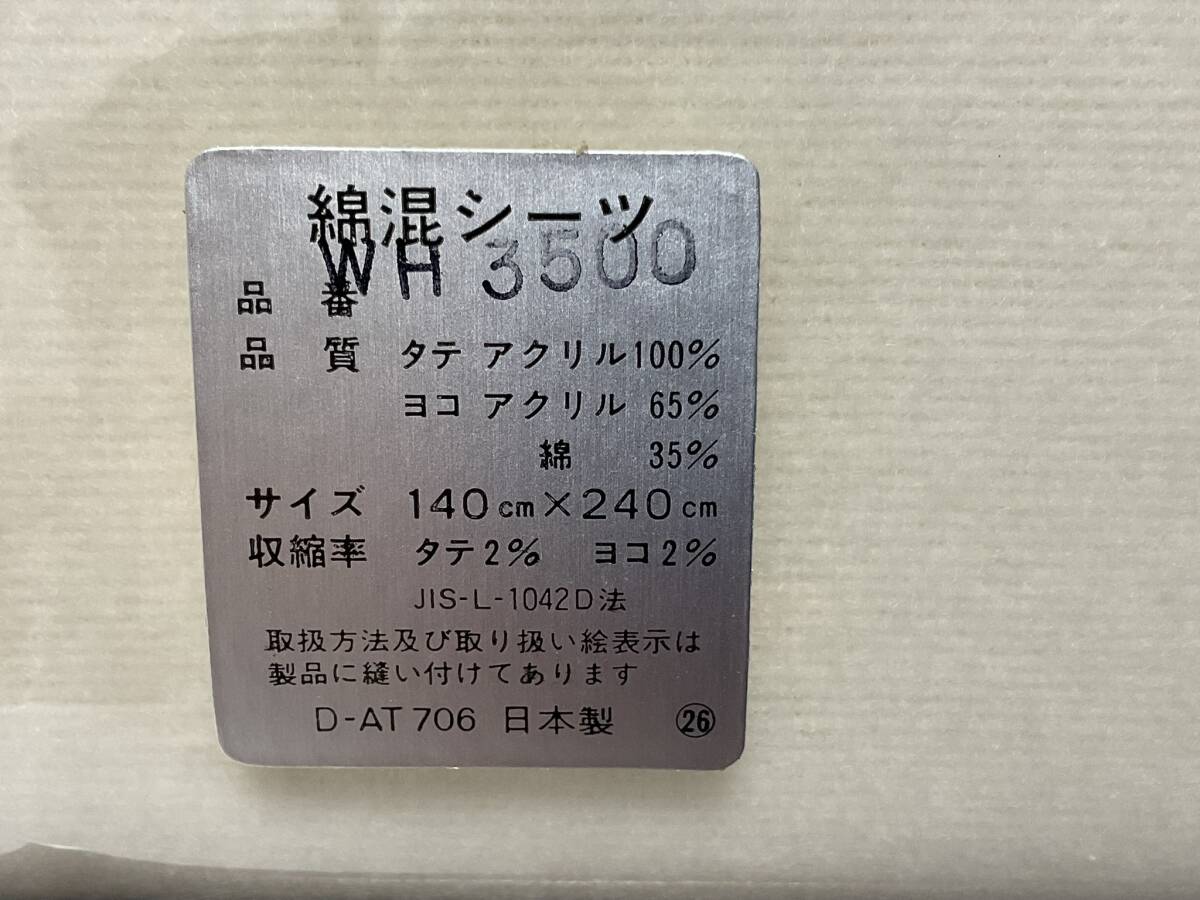 綿混シーツ
品番 WH 3500
品質 タテ アクリル100%
ヨコ アクリル 65%
綿 35%
サイズ 140cm×240cm
収縮率 タテ2% ヨコ2%
JIS-L-1042D法
取扱方法及び取り扱い絵表示は
製品に縫い付けてあります
D-AT706 日本製 ㉖